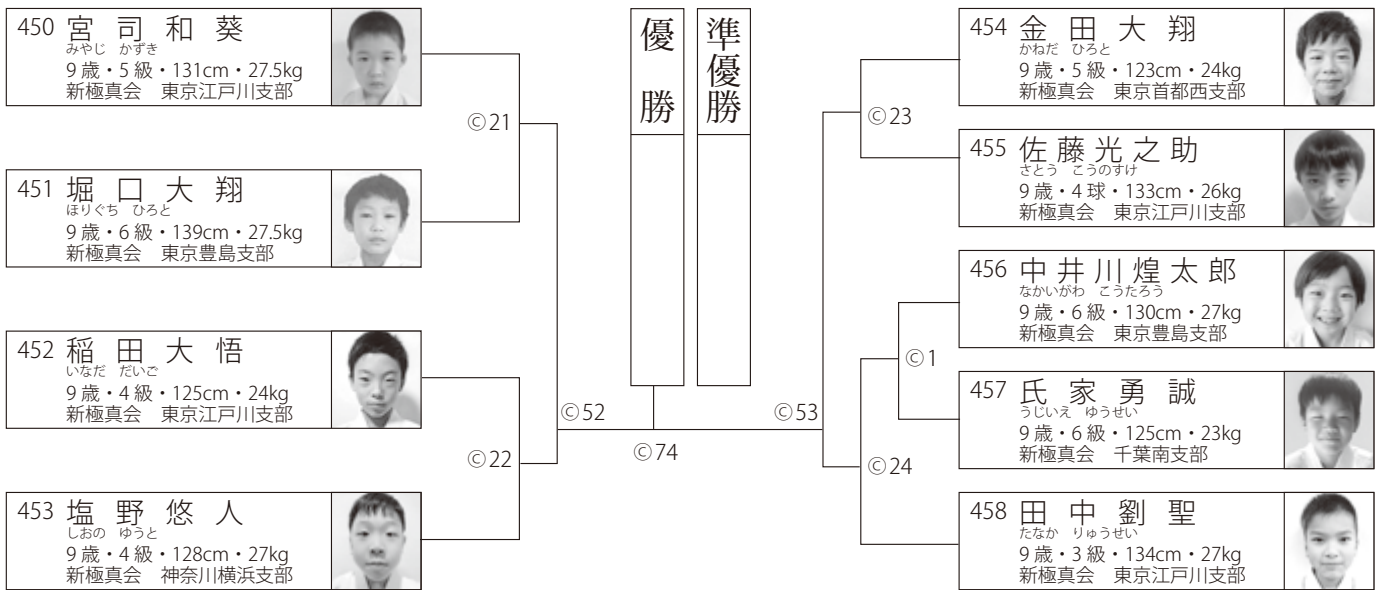 450 宮司和葵
みやじ かずき
9歳・5級・131cm・27.5kg
新極真会 東京江戸川支部
451 堀口大翔
ほりぐち ひろと
9歳・6級・139cm・27.5kg
新極真会 東京豊島支部
452 稲田大悟
いなだ だいご
9歳・4級・125cm・24kg
新極真会 東京江戸川支部
453 塩野悠人
しおの ゆうと
9歳・4級・128cm・27kg
新極真会 神奈川横浜支部
Ⓒ21
Ⓒ22
Ⓒ52
優勝
準優勝
Ⓒ74
Ⓒ53
Ⓒ23
Ⓒ1
Ⓒ24
454 金田大翔
かねだ ひろと
9歳・5級・123cm・24kg
新極真会 東京首都西支部
455 佐藤光之助
さとう こうのすけ
9歳・4球・133cm・26kg
新極真会 東京江戸川支部
456 中井川煌太郎
なかいがわ こうたろう
9歳・6級・130cm・27kg
新極真会 東京豊島支部
457 氏家勇誠
うじいえ ゆうせい
9歳・6級・125cm・23kg
新極真会 千葉南支部
458 田中劉聖
たなか りゅうせい
9歳・3級・134cm・27kg
新極真会 東京江戸川支部